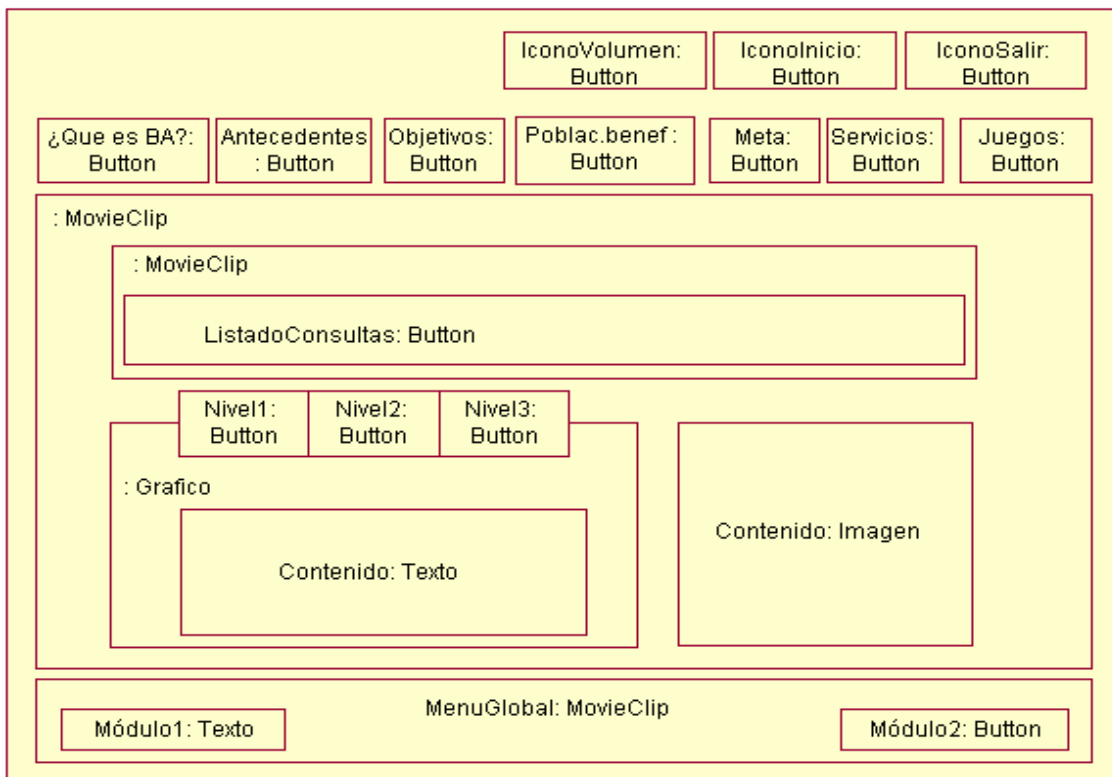 IconoVolumen:
Button
IconoInicio:
Button
IconoSalir:
Button
¿Que es BA?:
Button
Antecedentes
: Button
Objetivos:
Button
Poblac.benef :
Button
Meta:
Button
Servicios:
Button
Juegos:
Button
: MovieClip
: MovieClip
ListadoConsultas: Button
Nivel1:
Button
Nivel2:
Button
Nivel3:
Button
: Grafico
Contenido: Texto
Contenido: Imagen
MenuGlobal: MovieClip
Módulo1: Texto
Módulo2: Button